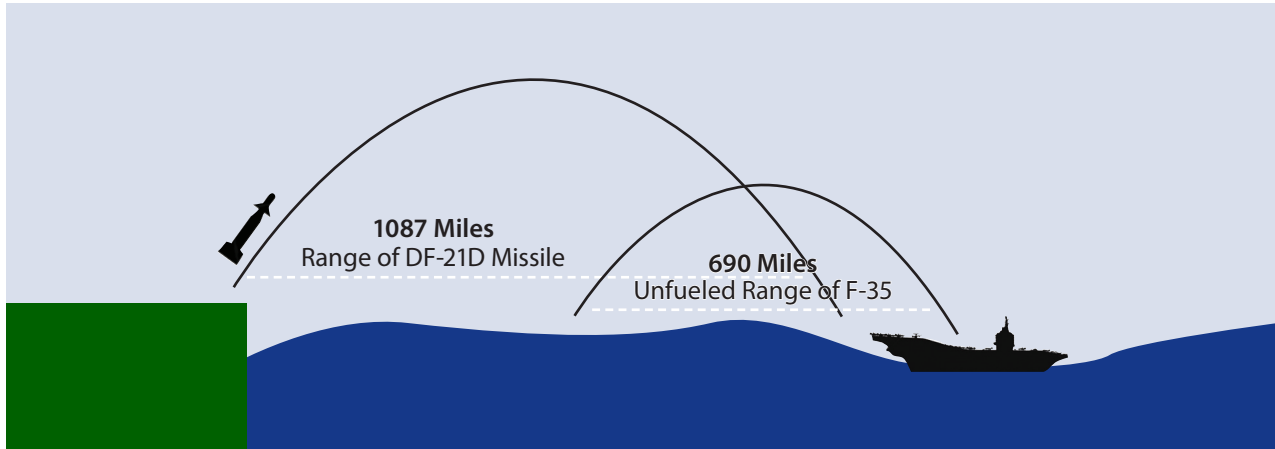 1087 Miles
Range of DF-21D Missile
690 Miles
Unfueled Range of F-35